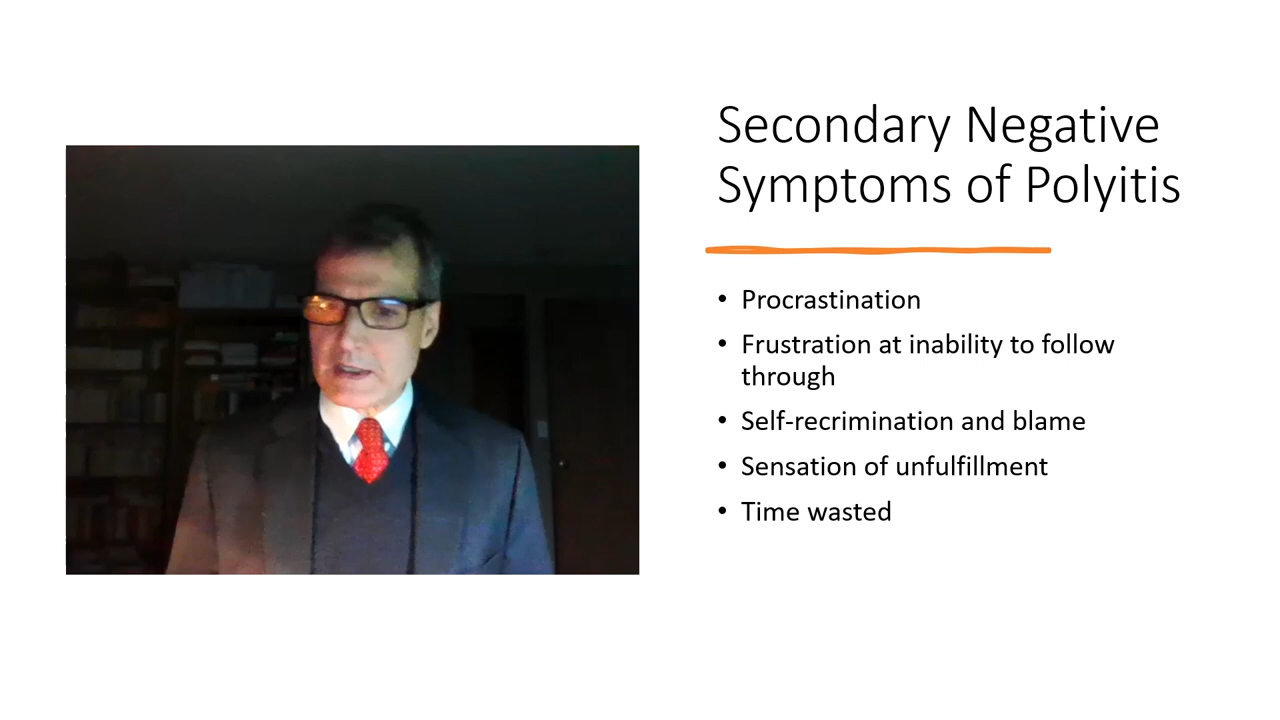 Secondary Negative
Symptoms of Polyitis
• Procrastination
• Frustration at inability to follow
through
• Self-recrimination and blame
• Sensation of unfulfillment
• Time wasted